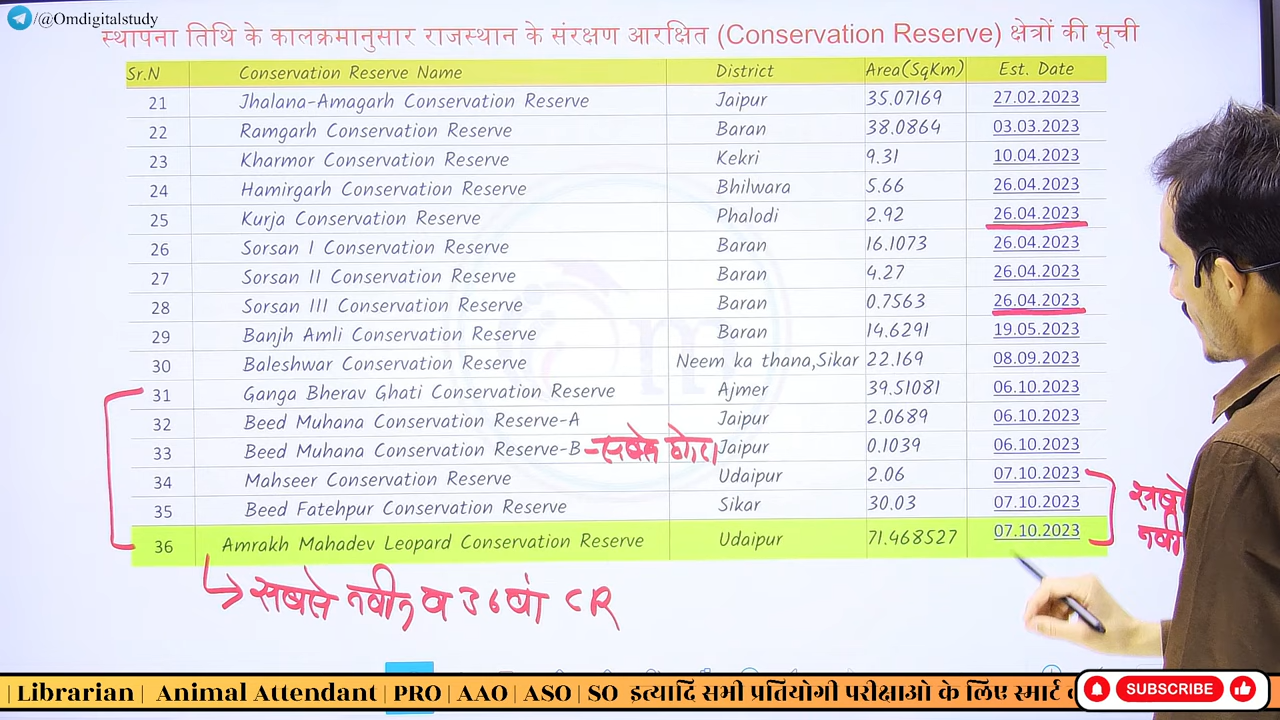 /@Omdigitalstudy
स्थापना तिथि के कालक्रमानुसार राजस्थान के संरक्षण आरक्षित (Conservation Reserve) क्षेत्रों की सूची
Sr.N Conservation Reserve Name District Area(SqKm) Est. Date
21 Jhalana-Amagarh Conservation Reserve Jaipur 35.07169 27.02.2023
22 Ramgarh Conservation Reserve Baran 38.0864 03.03.2023
23 Kharmor Conservation Reserve Kekri 9.31 10.04.2023
24 Hamirgarh Conservation Reserve Bhilwara 5.66 26.04.2023
25 Kurja Conservation Reserve Phalodi 2.92 26.04.2023
26 Sorsan I Conservation Reserve Baran 16.1073 26.04.2023
27 Sorsan II Conservation Reserve Baran 4.27 26.04.2023
28 Sorsan III Conservation Reserve Baran 0.7563 26.04.2023
29 Banjh Amli Conservation Reserve Baran 14.6291 19.05.2023
30 Baleshwar Conservation Reserve Neem ka thana,Sikar 22.169 08.09.2023
31 Ganga Bherav Ghati Conservation Reserve Ajmer 39.51081 06.10.2023
32 Beed Muhana Conservation Reserve-A Jaipur 2.0689 06.10.2023
33 Beed Muhana Conservation Reserve-B -सबसे छोटा Jaipur 0.1039 06.10.2023
34 Mahseer Conservation Reserve Udaipur 2.06 07.10.2023
35 Beed Fatehpur Conservation Reserve Sikar 30.03 07.10.2023
36 Amrakh Mahadev Leopard Conservation Reserve Udaipur 71.468527 07.10.2023
सबसे नवीन व 36वां CR
| Librarian | Animal Attendant | PRO | AAO | ASO | SO इत्यादि सभी प्रतियोगी परीक्षाओ के लिए स्मार्ट
SUBSCRIBE